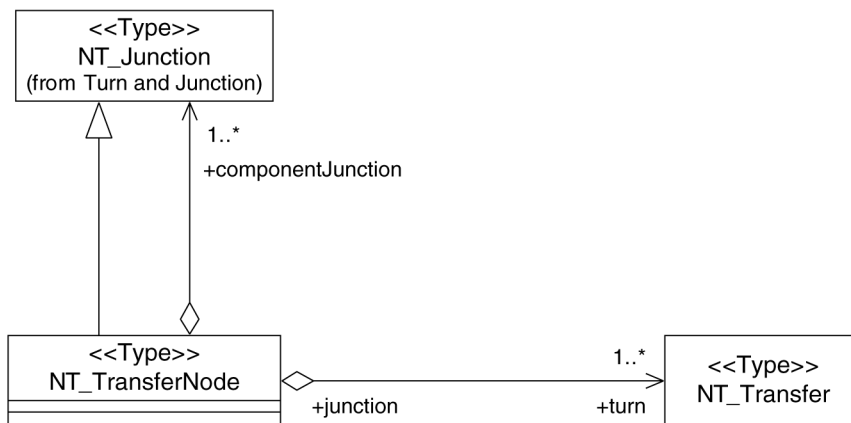 <<Type>>
NT_Junction
(from Turn and Junction)
1..*
+componentJunction
<<Type>>
NT_TransferNode
1..*
+junction
+turn
<<Type>>
NT_Transfer